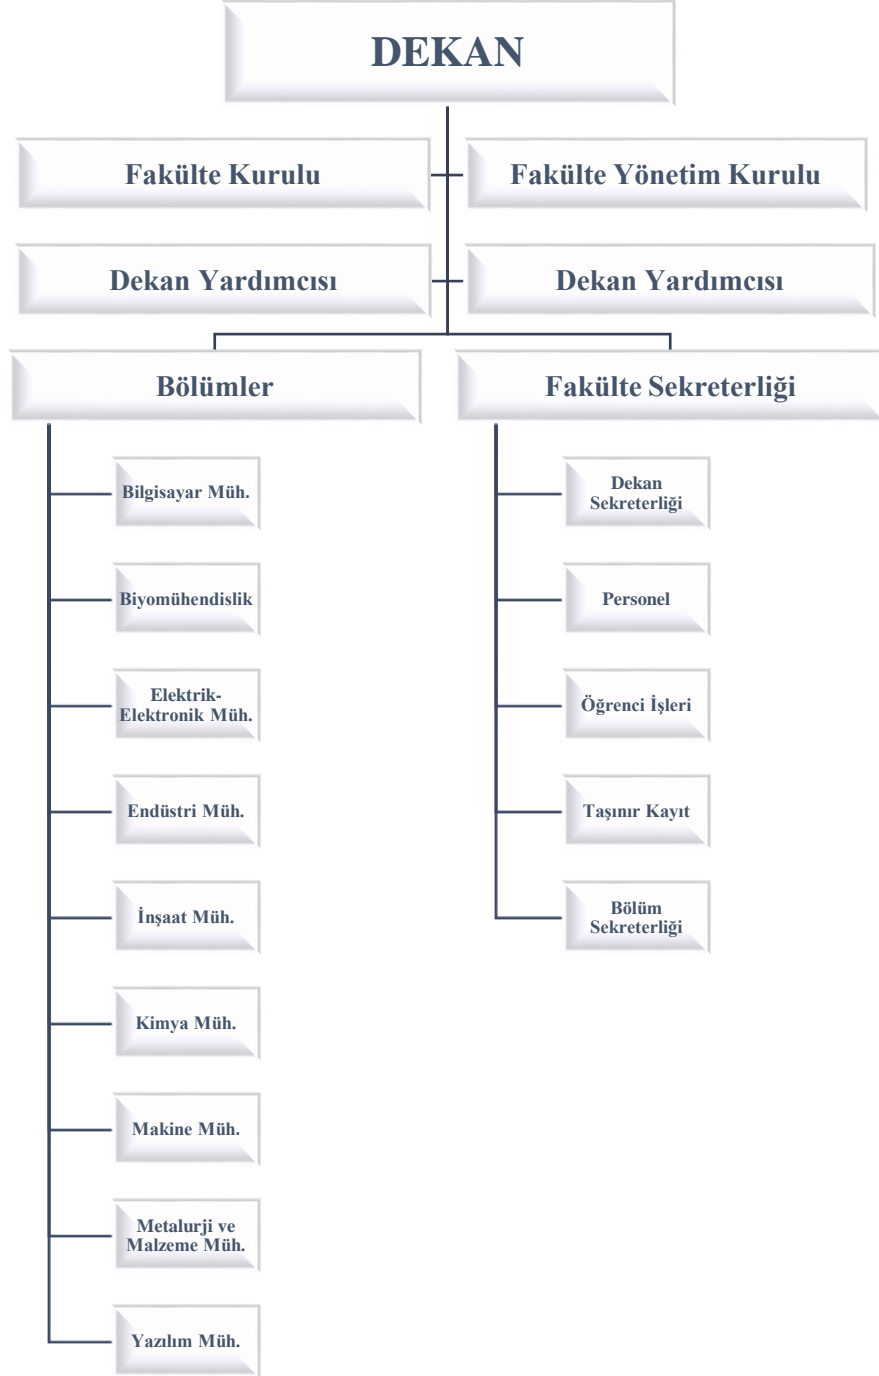 DEKAN
Fakülte Kurulu
Fakülte Yönetim Kurulu
Dekan Yardımcısı
Dekan Yardımcısı
Bölümler
Fakülte Sekreterliği
Bilgisayar Müh.
Biyomühendislik
Elektrik-
Elektronik Müh.
Endüstri Müh.
İnşaat Müh.
Kimya Müh.
Makine Müh.
Metalurji ve
Malzeme Müh.
Yazılım Müh.
Dekan
Sekreterliği
Personel
Öğrenci İşleri
Taşınır Kayıt
Bölüm
Sekreterliği